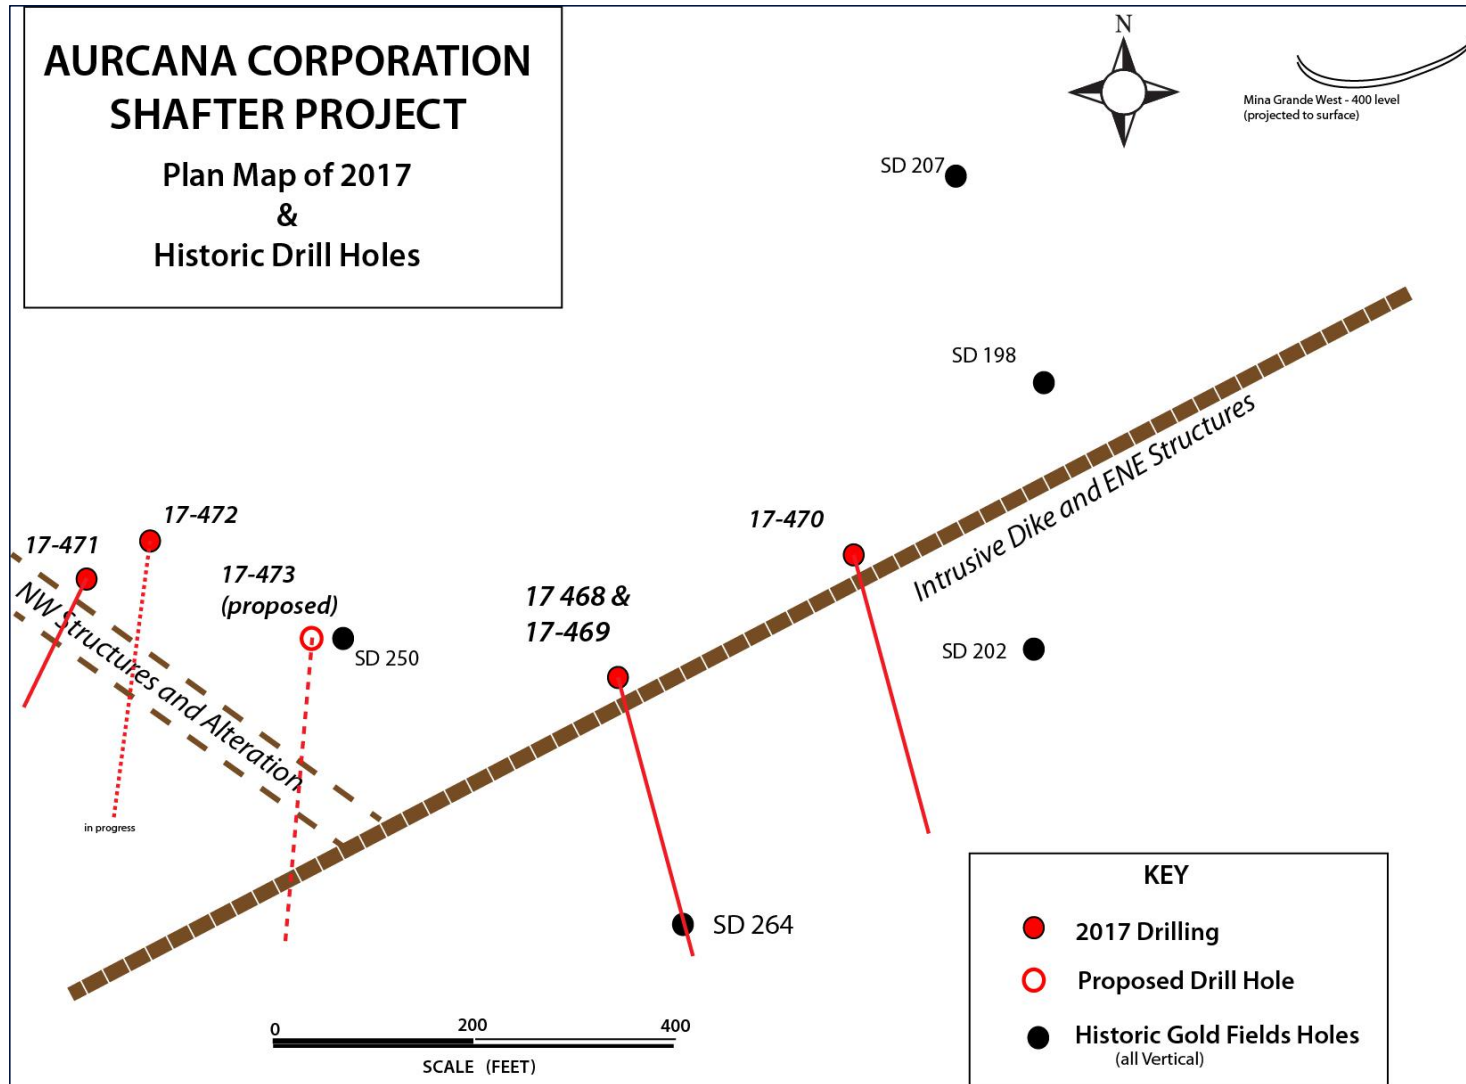 AURCANA CORPORATION
SHAFTER PROJECT
Plan Map of 2017
&
Historic Drill Holes
N
Mina Grande West - 400 level
(projected to surface)
SD 207
SD 198
Intrusive Dike and ENE Structures
17-472
17-471
17-470
17-473
(proposed)
17 468 &
17-469
NW Structures and Alteration
SD 250
SD 202
in progress
SD 264
0 200 400
SCALE (FEET)
KEY
2017 Drilling
Proposed Drill Hole
Historic Gold Fields Holes
(all Vertical)